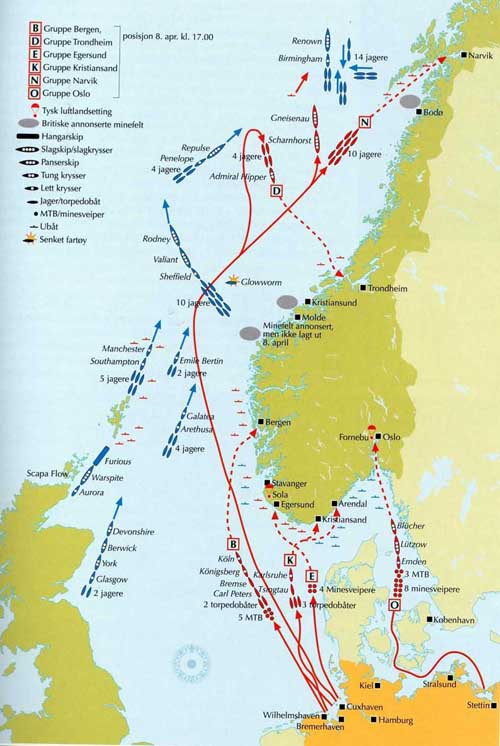 B Gruppe Bergen,
D Gruppe Trondheim
E Gruppe Egersund
K Gruppe Kristiansand
N Gruppe Narvik
O Gruppe Oslo
posisjon 8. apr. kl. 17.00
Tysk luftlandsetting
Britiske annonserte minefelt
Hangarskip
Slagskip/slagkrysser
Panserskip
Tung krysser
Lett krysser
Jager/torpedobåt
MTB/minesveiper
Ubåt
Senket fartøy
Renown
Birmingham
14 jagere
Narvik
Bodø
Gneisenau
Scharnhorst
N
10 jagere
Repulse
Penelope
4 jagere
4 jagere
Admiral Hipper
D
Rodney
Valiant
Sheffield
10 jagere
Glowworm
Trondheim
Kristiansund
Molde
Minefelt annonsert,
men ikke lagt ut
8. april
Manchester
Southampton
5 jagere
Emile Bertin
2 jagere
Galatea
Arethusa
4 jagere
Bergen
Fornebu
Oslo
Scapa Flow
Furious
Warspite
Aurora
Stavanger
Sola
Egersund
Arendal
Kristiansand
Devonshire
Berwick
York
Glasgow
2 jagere
B
Köln
Königsberg
Bremse
Carl Peters
2 torpedobåter
5 MTB
K
Karlsruhe
Tsingtau
3 torpedobåter
E
4 Minesveipere
Blücher
Lützow
Emden
3 MTB
8 minesveipere
O
København
Kiel
Stralsund
Stettin
Cuxhaven
Wilhelmshaven
Bremerhaven
Hamburg